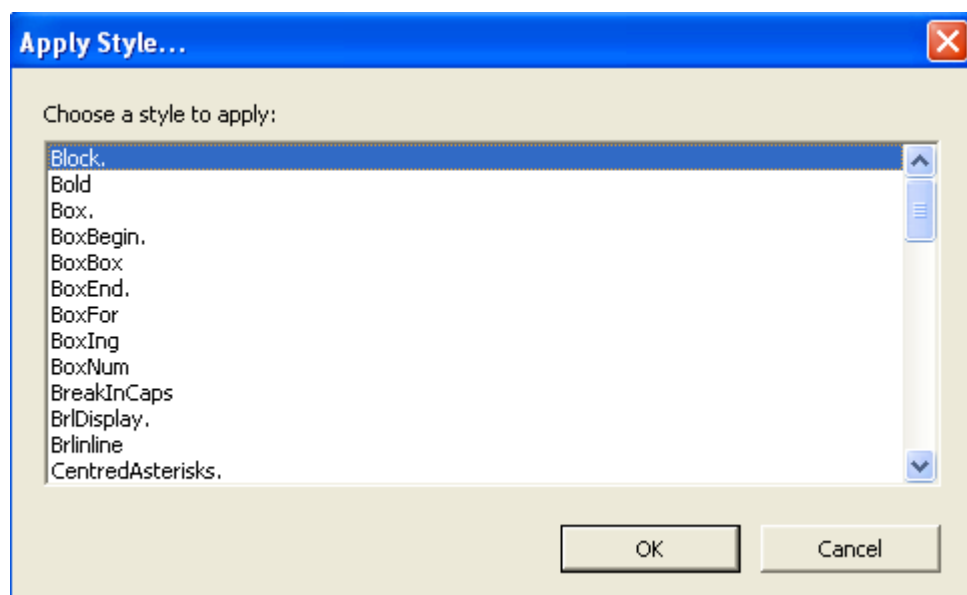 Apply Style...
Choose a style to apply:
Block.
Bold
Box.
BoxBegin.
BoxBox
BoxEnd.
BoxFor
BoxIng
BoxNum
BreakInCaps
BrlDisplay.
Brlinline
CentredAsterisks.
OK Cancel